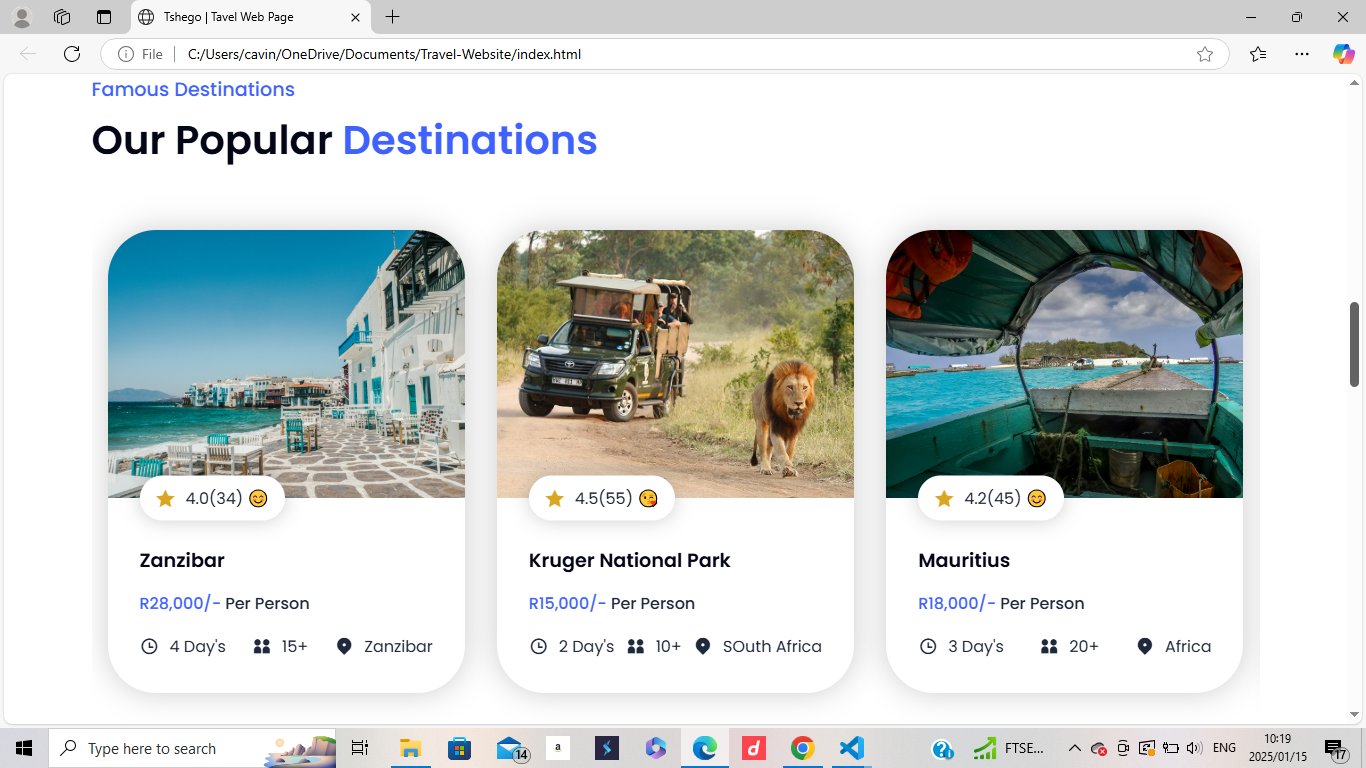 Tshego | Tavel Web Page
File
C:/Users/cavin/OneDrive/Documents/Travel-Website/index.html
Famous Destinations
Our Popular Destinations
4.0(34) 😊
4.5(55) 😘
4.2(45) 😊
Zanzibar
Kruger National Park
Mauritius
R28,000/- Per Person
R15,000/- Per Person
R18,000/- Per Person
4 Day's 15+ Zanzibar
2 Day's 10+ SOuth Africa
3 Day's 20+ Africa
Type here to search
14
a
d
FTSE...
ENG
10:19
2025/01/15
17